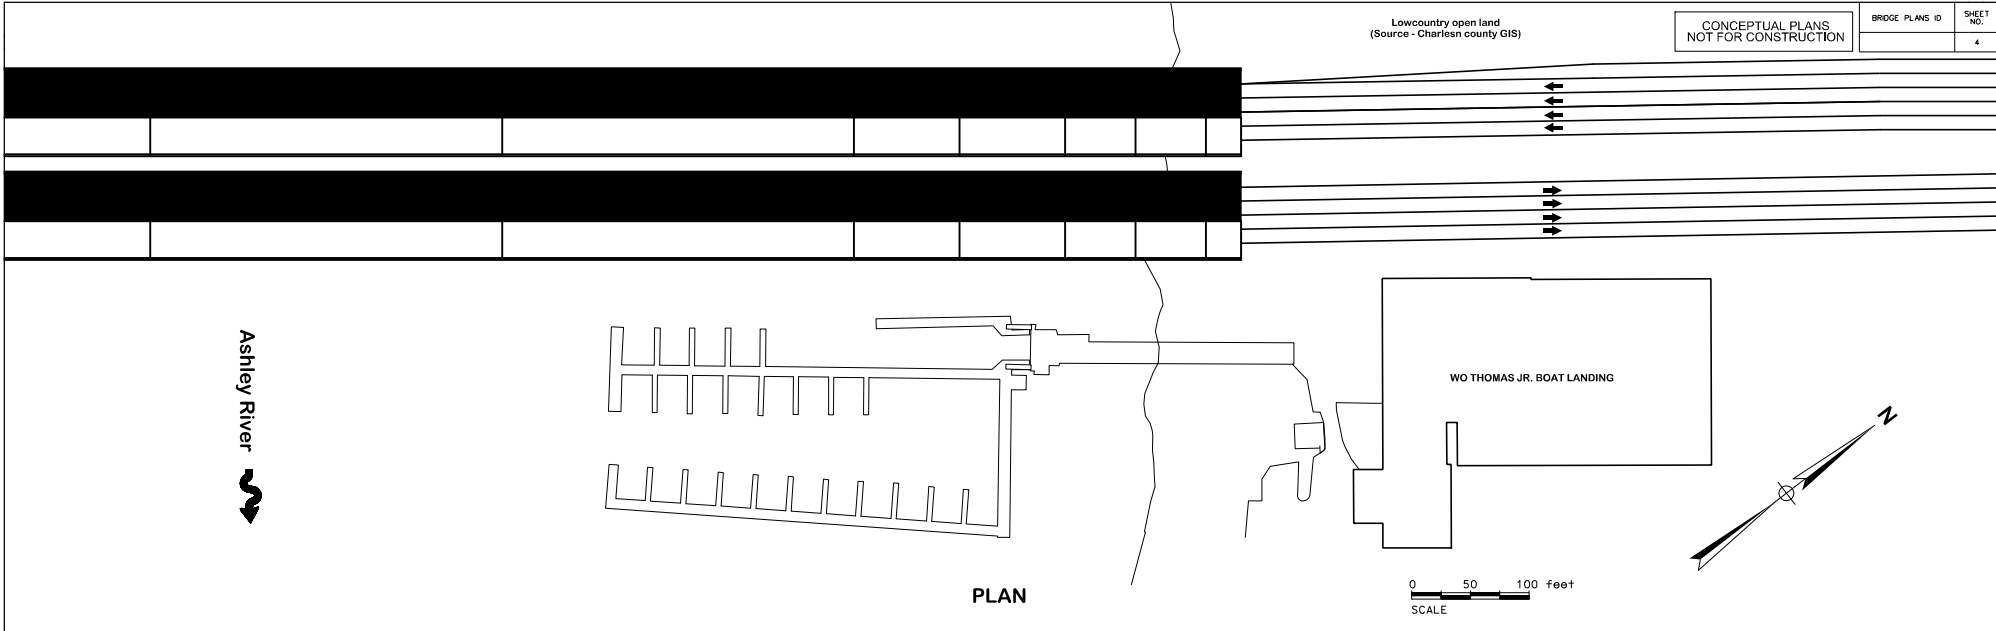 Lowcountry open land
(Source - Charlesn county GIS)
CONCEPTUAL PLANS
NOT FOR CONSTRUCTION
BRIDGE PLANS ID
SHEET
NO.
4
Ashley River
WO THOMAS JR. BOAT LANDING
N
PLAN
0 50 100 feet
SCALE